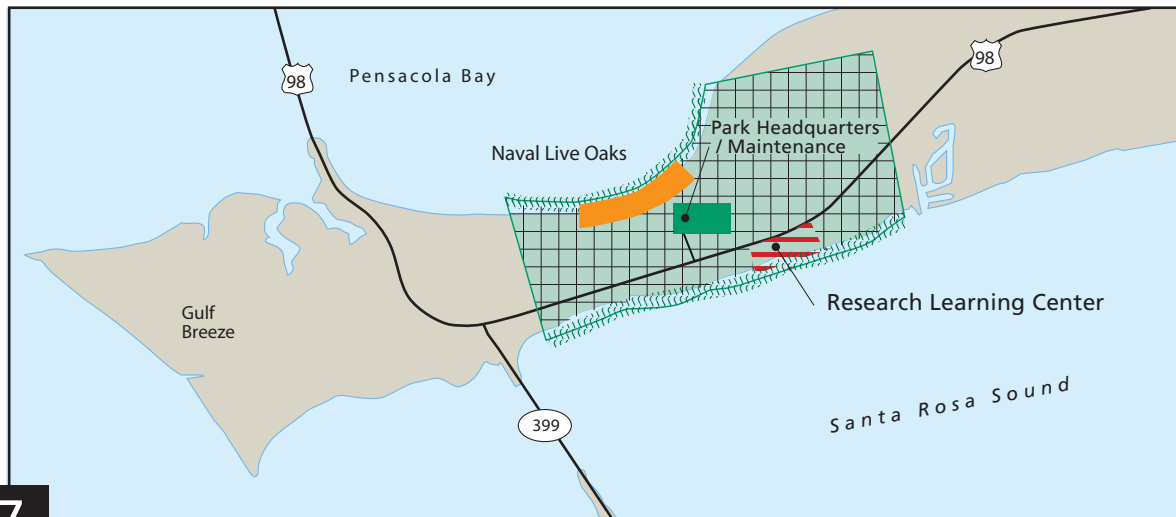 98
Pensacola Bay
98
Park Headquarters
/ Maintenance
Naval Live Oaks
Research Learning Center
Gulf
Breeze
Santa Rosa Sound
399
7